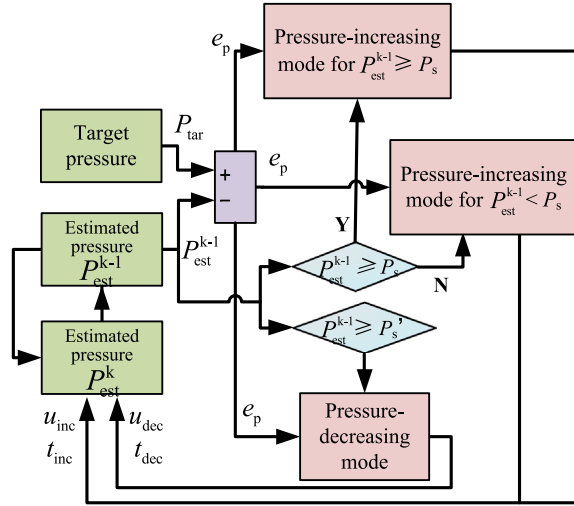 e_p
Pressure-increasing
mode for P_est^k-1 ≥ P_s
Target
pressure
P_tar
+
−
e_p
Pressure-increasing
mode for P_est^k-1 < P_s
Estimated
pressure
P_est^k-1
P_est^k-1
Y
P_est^k-1 ≥ P_s
N
P_est^k-1 ≥ P_s'
Estimated
pressure
P_est^k
u_inc
t_inc
u_dec
t_dec
e_p
Pressure-
decreasing
mode